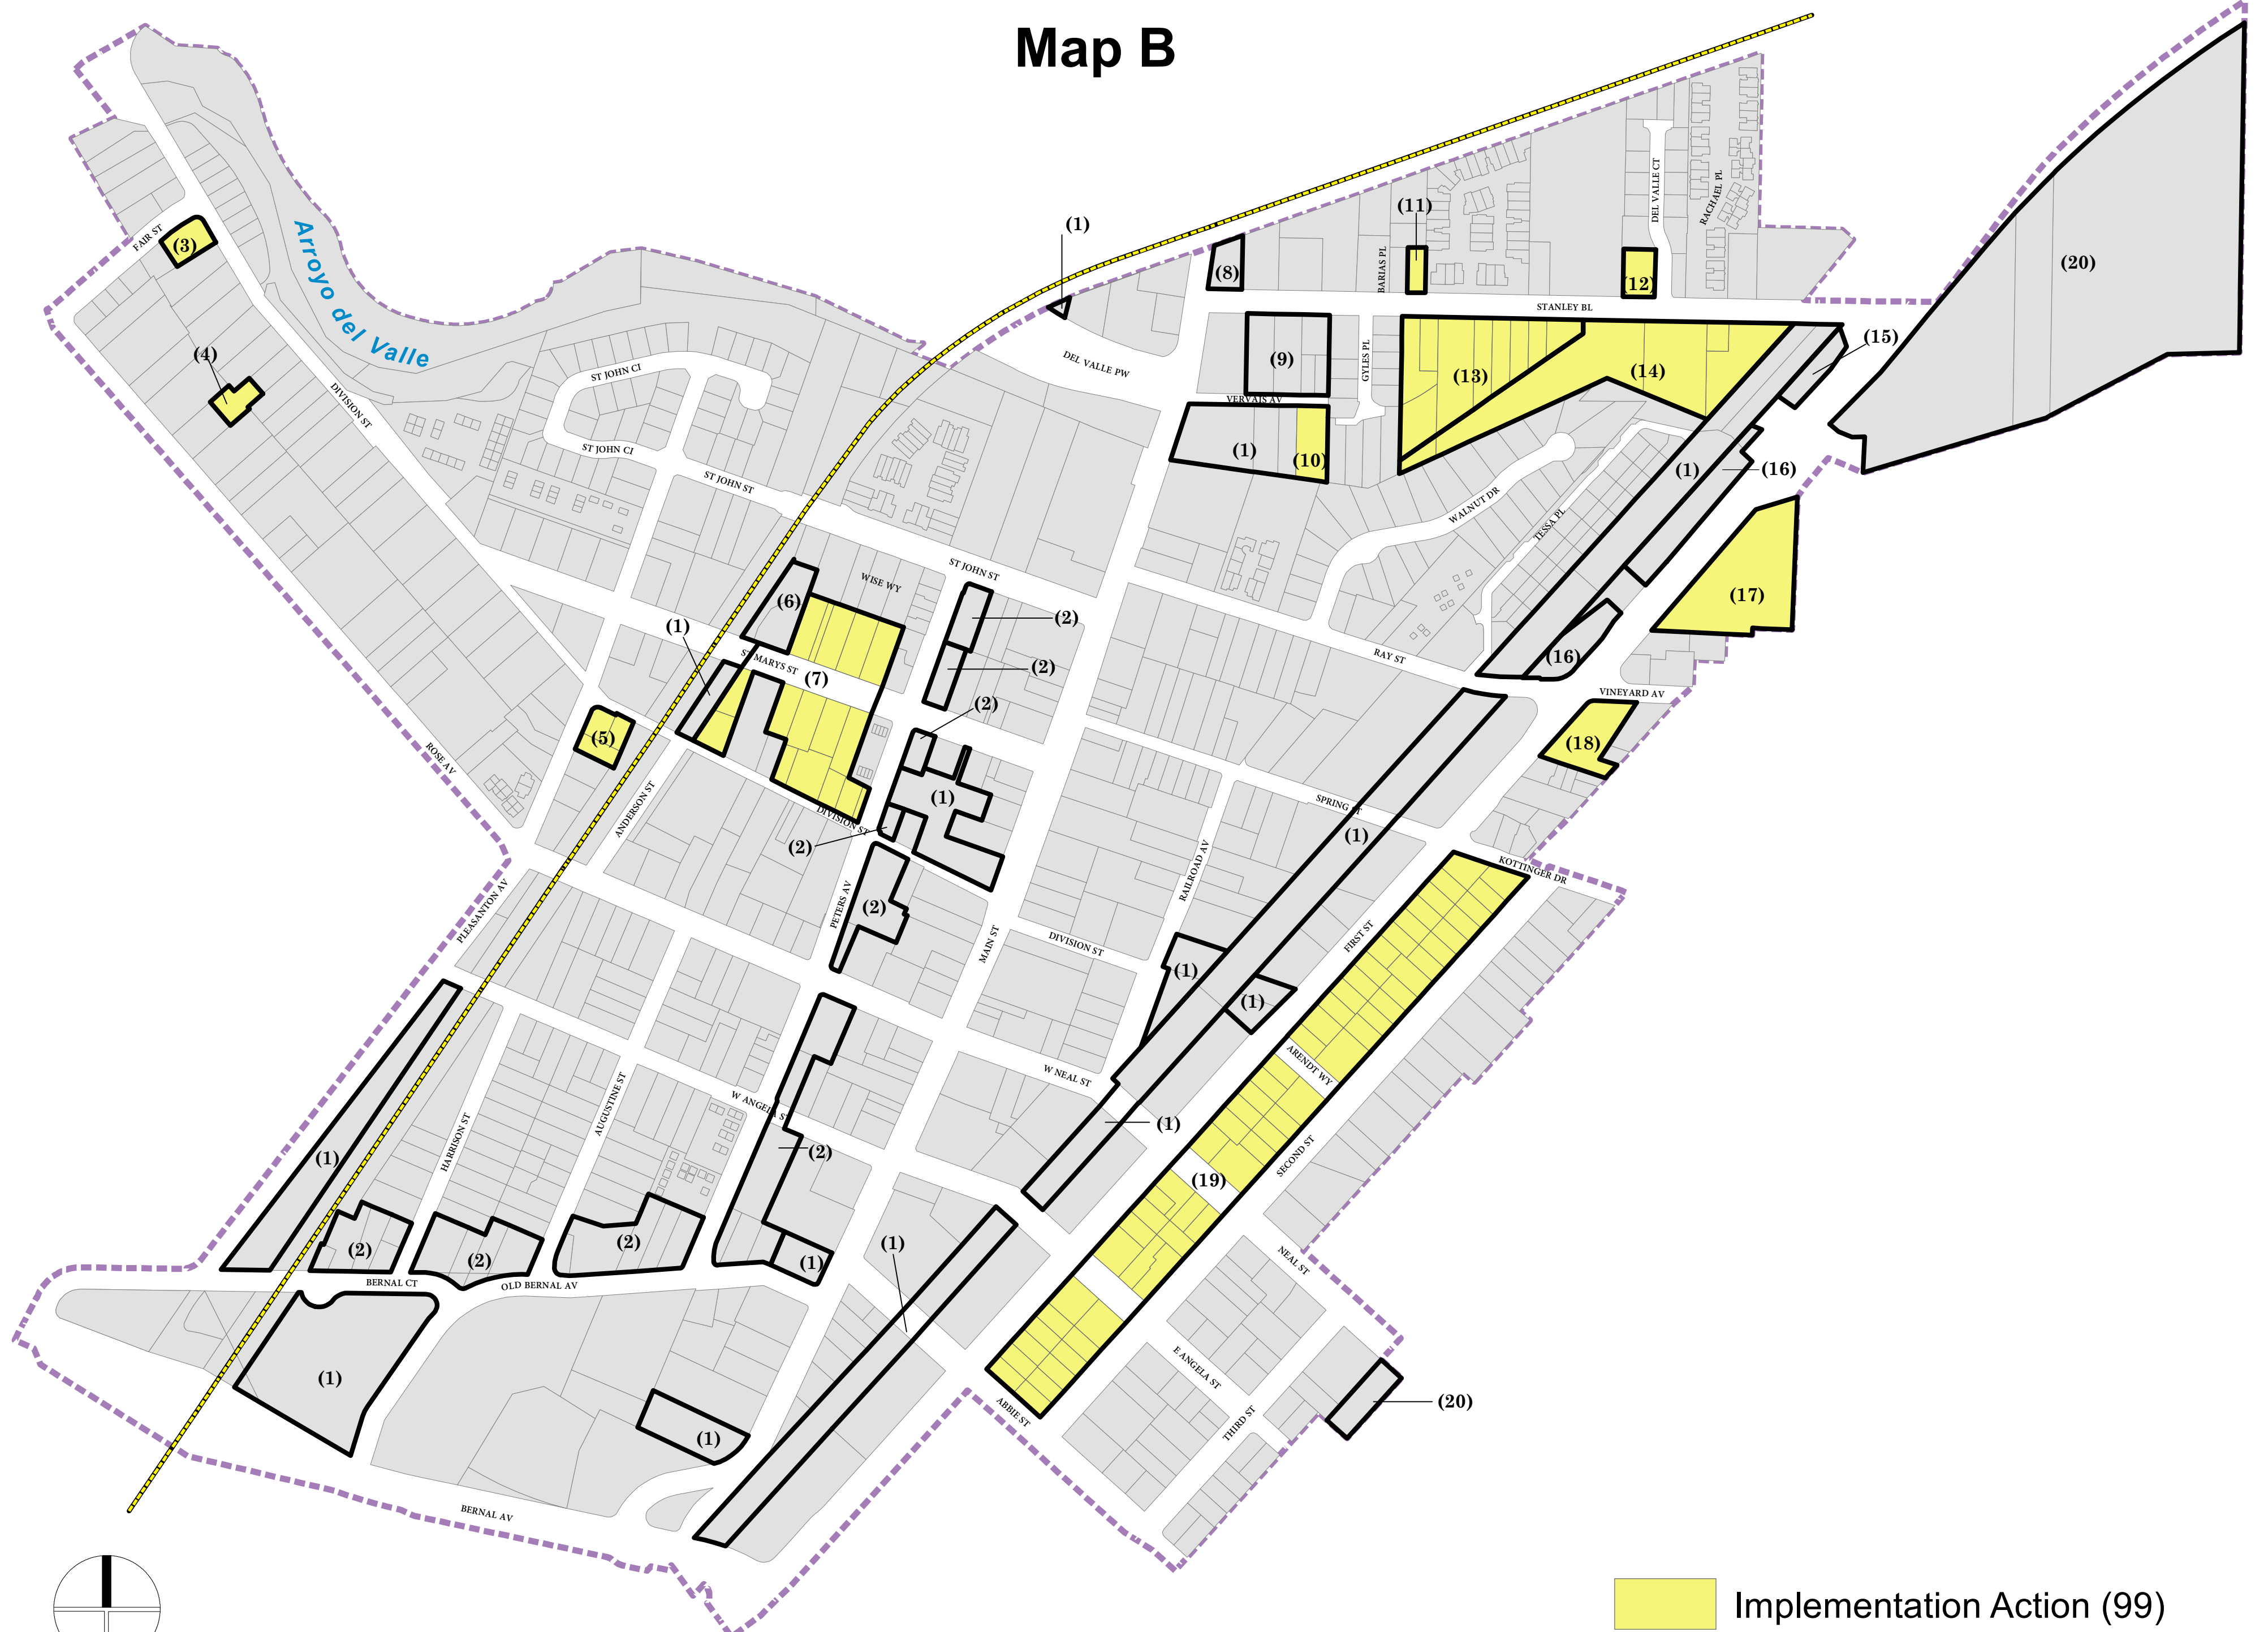 Map B
(1)
(11)
BARIAS PL
(8)
(12)
DEL VALLE CT
RACHAEL PL
(20)
FAIR ST
(3)
Arroyo del Valle
STANLEY BL
(15)
(4)
DEL VALLE PW
(9)
GYLES PL
(13)
(14)
ST JOHN CI
DIVISION ST
VERVAIS AV
ST JOHN CI
(1)
(10)
(1)
(16)
ST JOHN ST
WALNUT DR
TESSA PL
ST JOHN ST
WISE WY
(6)
(17)
(2)
(1)
ST MARYS ST
(7)
(2)
RAY ST
(16)
VINEYARD AV
(2)
(5)
(18)
ROSE AV
ANDERSON ST
(1)
SPRING ST
(1)
DIVISION ST
(2)
RAILROAD AV
KOTTINGER DR
PLEASANTON AV
PETERS AV
(2)
MAIN ST
DIVISION ST
FIRST ST
(1)
(1)
W NEAL ST
ARENDT WY
AUGUSTINE ST
W ANGELA ST
(1)
HARRISON ST
(1)
(2)
SECOND ST
(19)
(2)
(2)
(2)
(1)
(1)
NEAL ST
BERNAL CT
OLD BERNAL AV
(1)
E ANGELA ST
(20)
ABBIE ST
THIRD ST
(1)
BERNAL AV
Implementation Action (99)